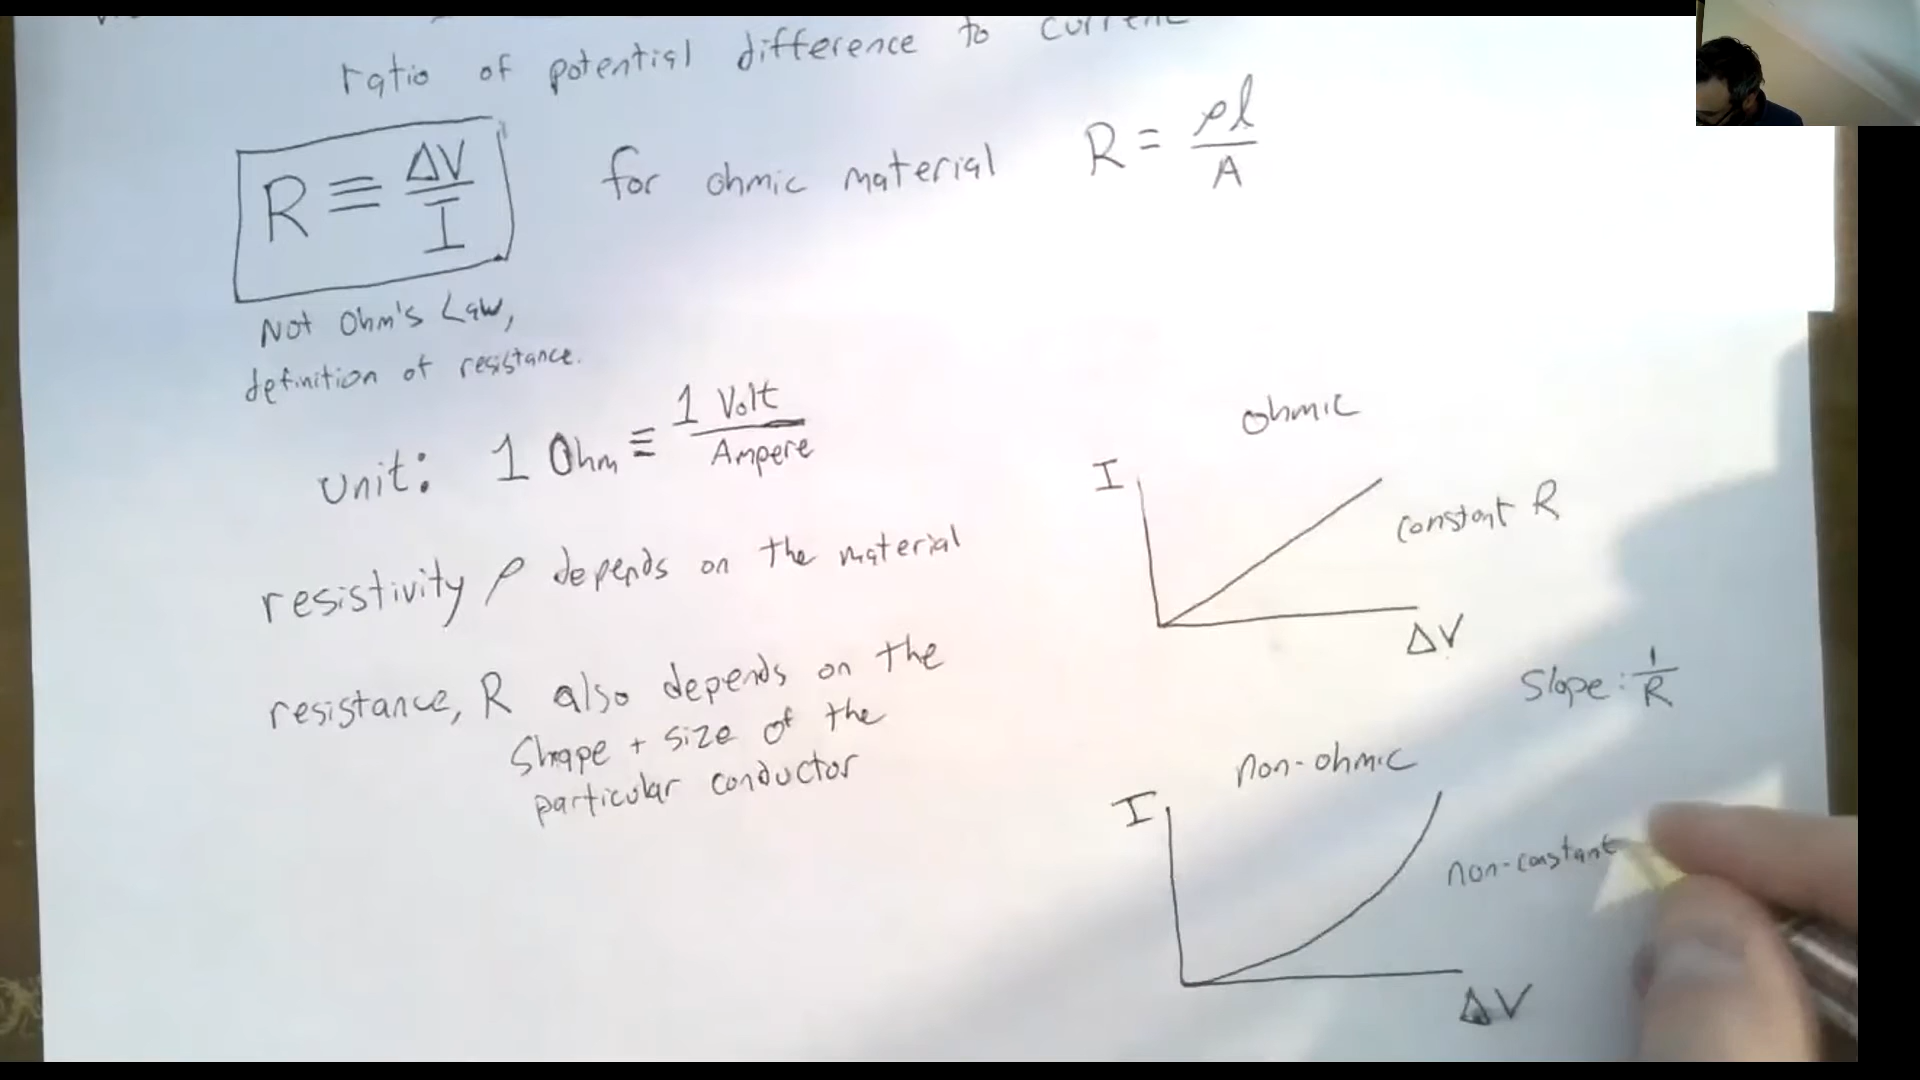 ratio of potential difference to current
R ≡ ΔV/I
for ohmic material R = ρl/A
Not Ohm's Law,
definition of resistance.
Unit: 1 Ohm ≡ 1 Volt/Ampere
resistivity ρ depends on the material
resistance, R also depends on the
shape + size of the
particular conductor
ohmic
I
constant R
ΔV
Slope: 1/R
non-ohmic
I
non-constant
ΔV